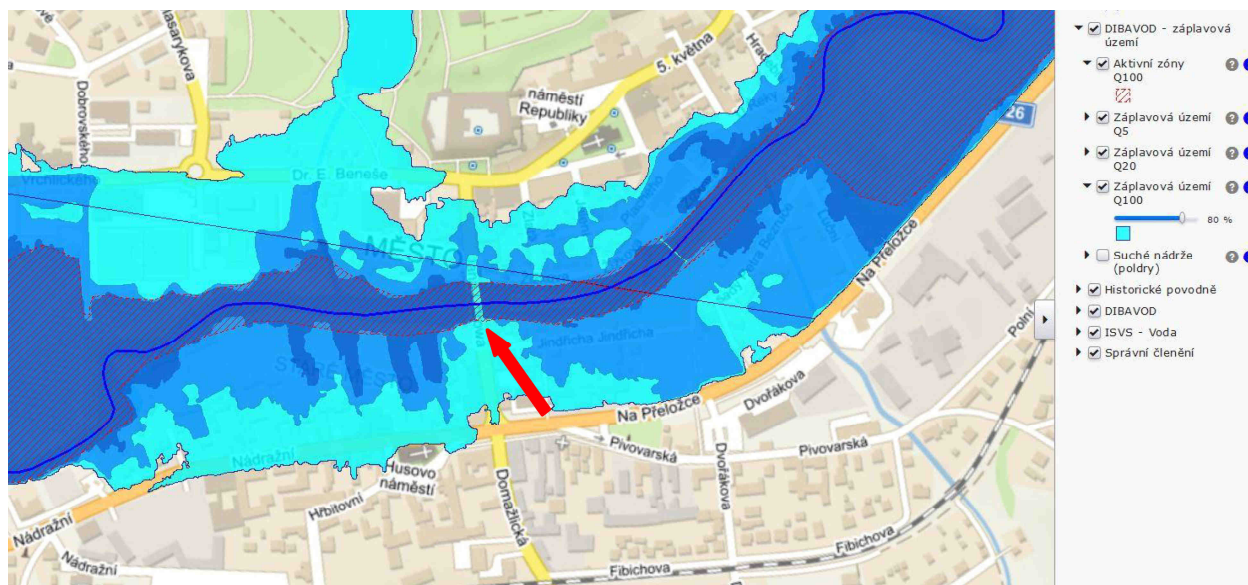 Masarykova
Dobrovského
Vrchlického
Dr. E. Beneše
5. května
náměstí
Republiky
MĚSTO
STARÉ MĚSTO
Jindřicha Jindřicha
26
Na Přeložce
Na Přeložce
Polní
Dvořákova
Dvořákova
Pivovarská
Pivovarská
Nádražní
Husovo
náměstí
Domažlická
Hřbitovní
Nádražní
Nádražní
Fibichova
Fibichova
DIBAVOD - záplavová
území
Aktivní zóny
Q100
Záplavová území
Q5
Záplavová území
Q20
Záplavová území
Q100
80 %
Suché nádrže
(poldry)
Historické povodně
DIBAVOD
ISVS - Voda
Správní členění